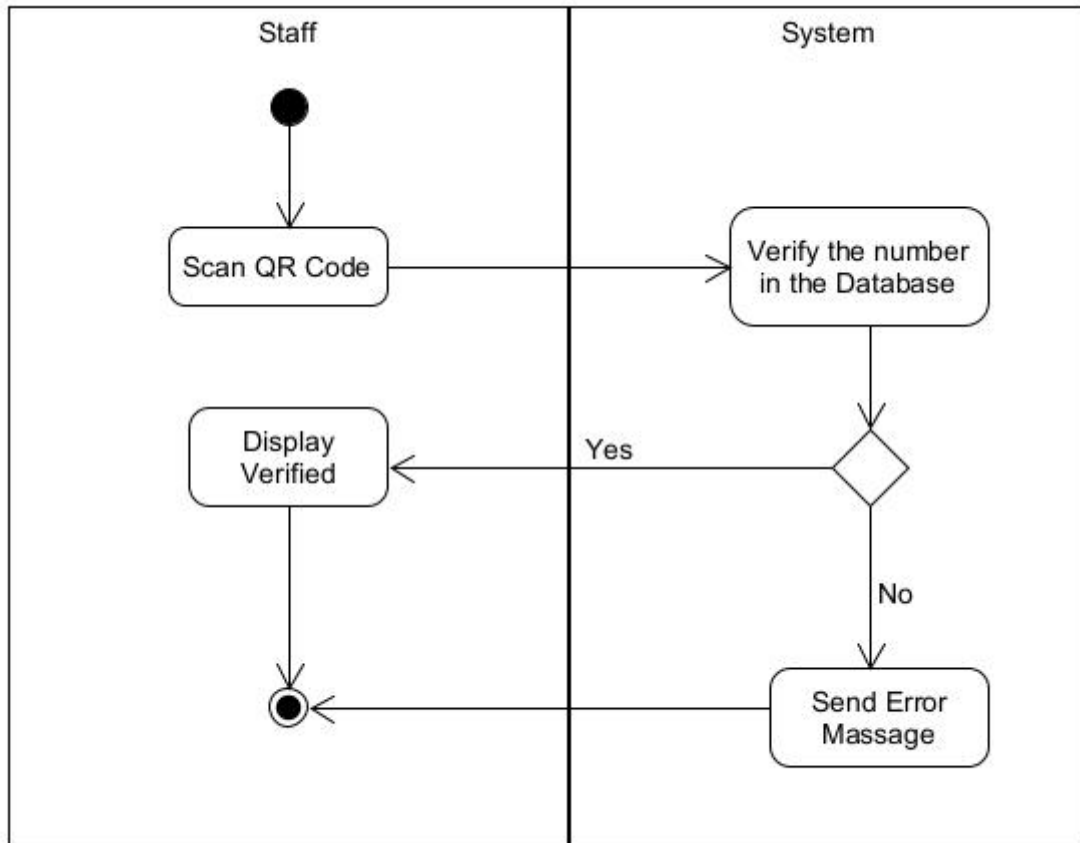 Staff
System
Scan QR Code
Verify the number
in the Database
Display
Verified
Yes
No
Send Error
Massage